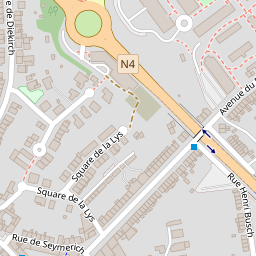 e de Diekirch
N4
Avenue du
Square de la Lys
Square de la Lys
Rue Henri Busch
Rue de Seymerich